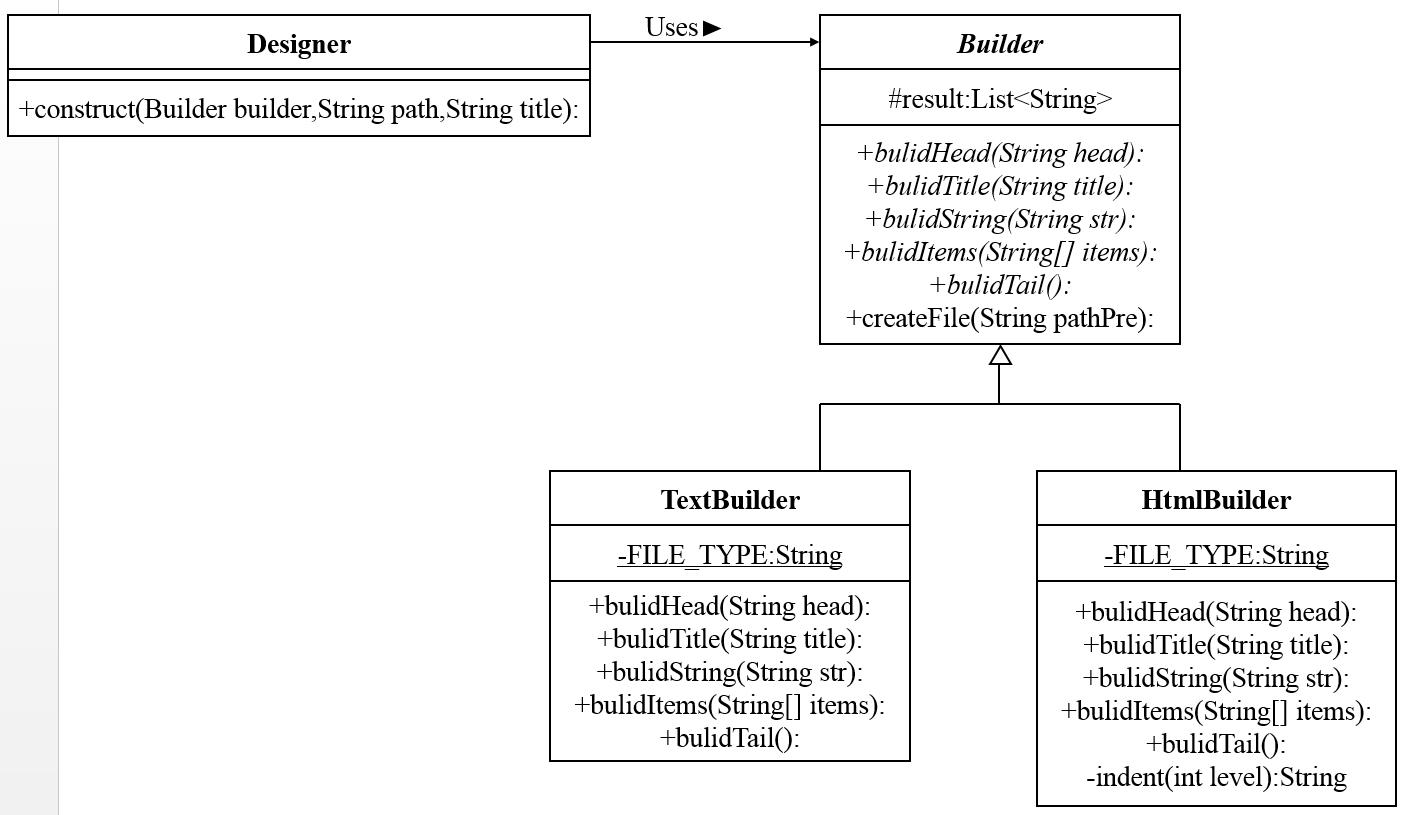 Designer
+construct(Builder builder,String path,String title):
Uses►
Builder
#result:List<String>
+bulidHead(String head):
+bulidTitle(String title):
+bulidString(String str):
+bulidItems(String[] items):
+bulidTail():
+createFile(String pathPre):
TextBuilder
-FILE_TYPE:String
+bulidHead(String head):
+bulidTitle(String title):
+bulidString(String str):
+bulidItems(String[] items):
+bulidTail():
HtmlBuilder
-FILE_TYPE:String
+bulidHead(String head):
+bulidTitle(String title):
+bulidString(String str):
+bulidItems(String[] items):
+bulidTail():
-indent(int level):String